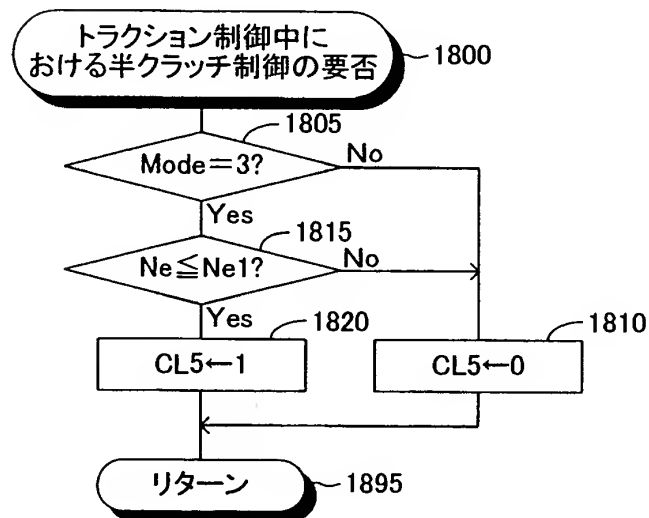 トラクション制御中に
おける半クラッチ制御の要否
1800
1805
Mode=3?
No
Yes
1815
Ne≦Ne1?
No
Yes
1820
CL5←1
1810
CL5←0
リターン
1895